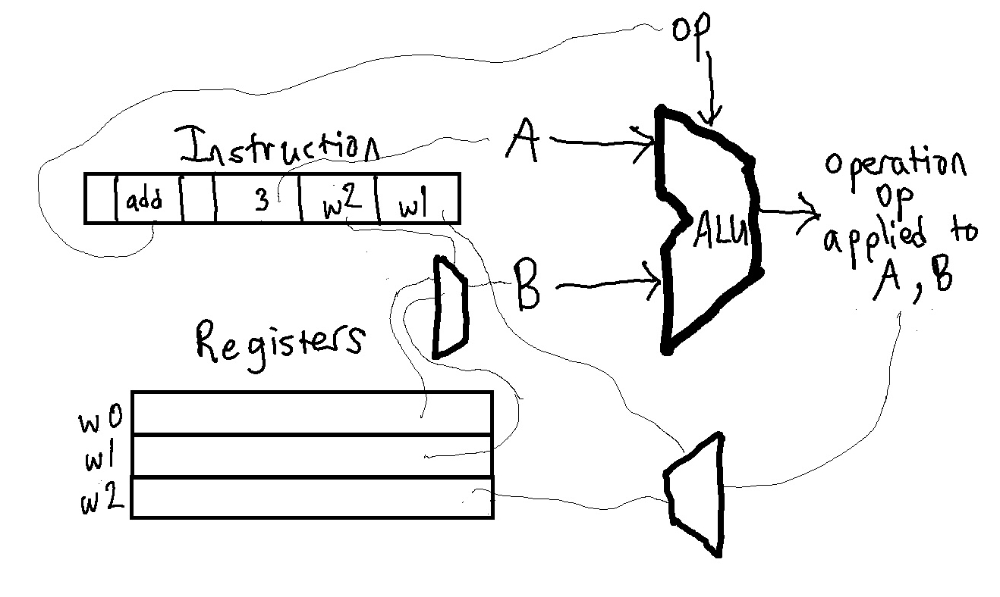 op
Instruction
add 3 w2 w1
A
ALU
operation
op
applied to
A, B
B
Registers
w0
w1
w2